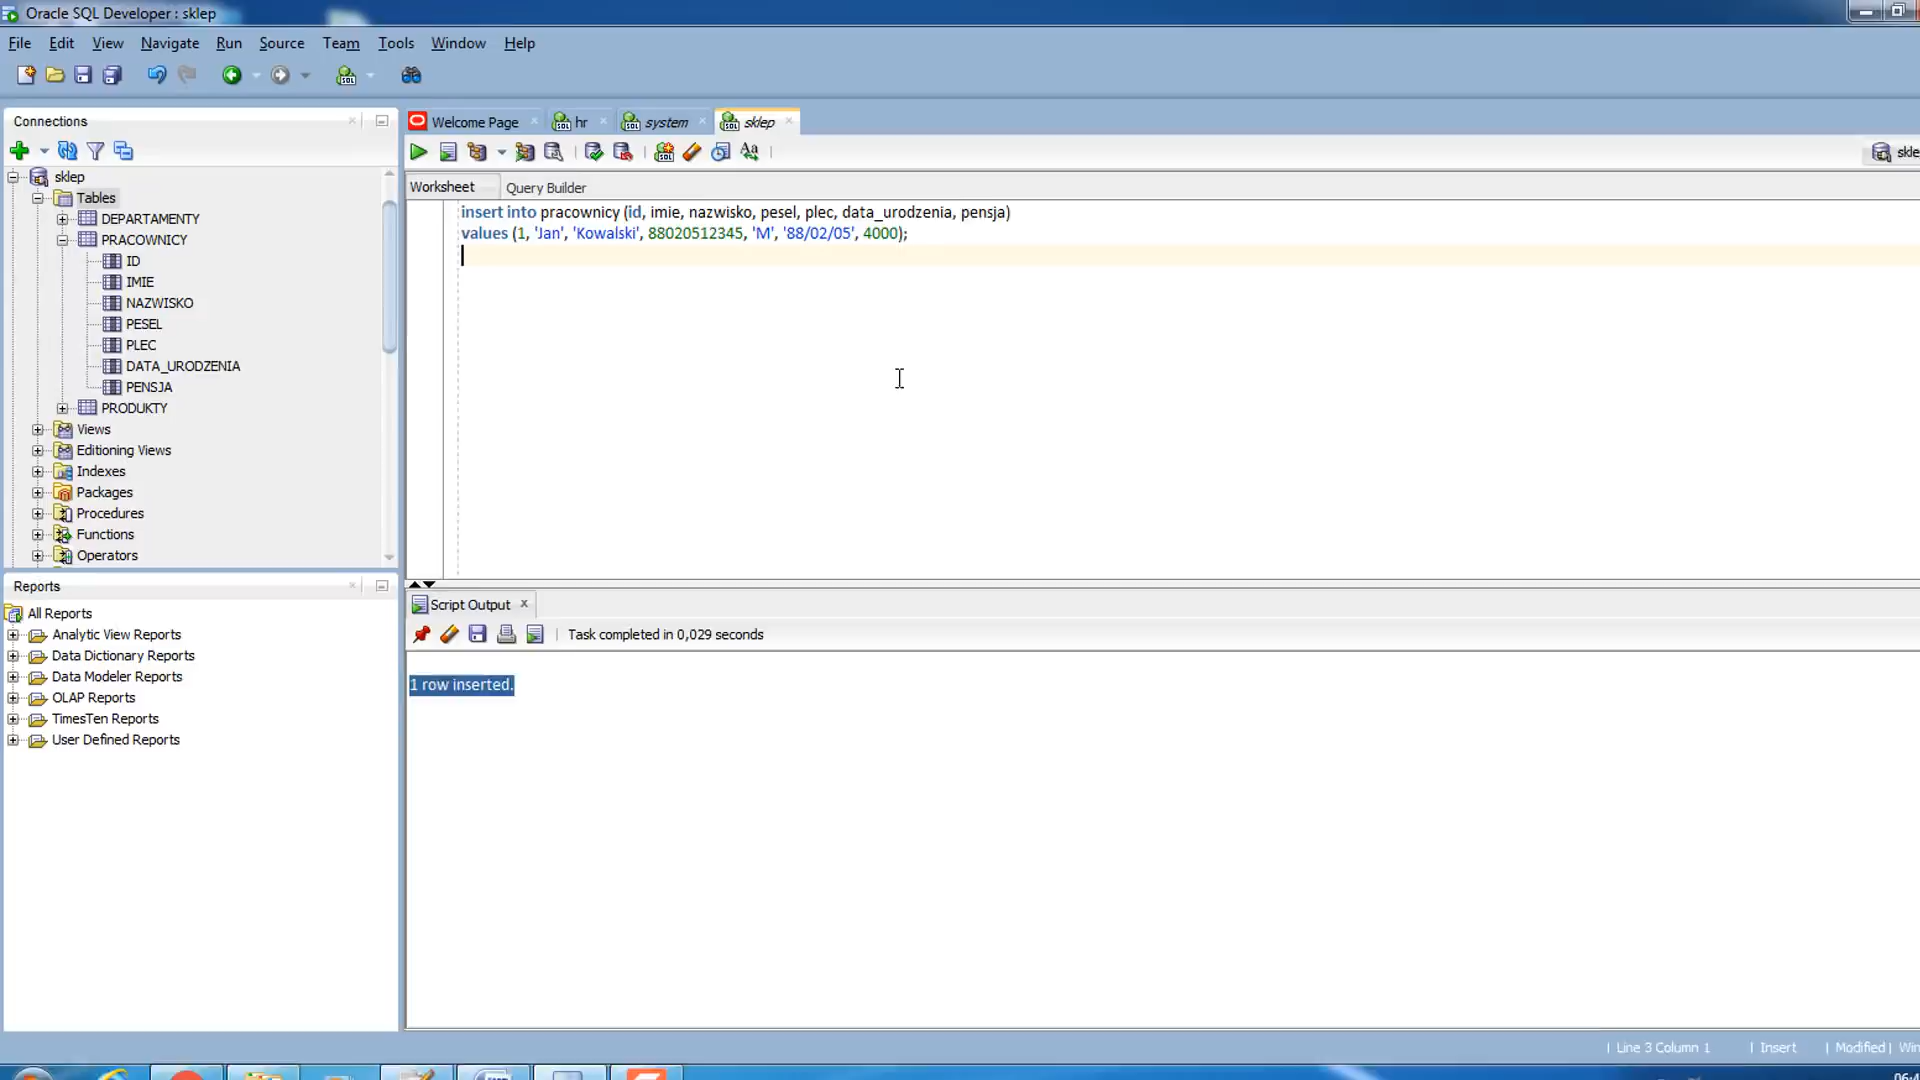 Oracle SQL Developer : sklep
File Edit View Navigate Run Source Team Tools Window Help
Connections
sklep
Tables
DEPARTAMENTY
PRACOWNICY
ID
IMIE
NAZWISKO
PESEL
PLEC
DATA_URODZENIA
PENSJA
PRODUKTY
Views
Editioning Views
Indexes
Packages
Procedures
Functions
Operators
Reports
All Reports
Analytic View Reports
Data Dictionary Reports
Data Modeler Reports
OLAP Reports
TimesTen Reports
User Defined Reports
Welcome Page hr system sklep
Worksheet Query Builder
insert into pracownicy (id, imie, nazwisko, pesel, plec, data_urodzenia, pensja)
values (1, 'Jan', 'Kowalski', 88020512345, 'M', '88/02/05', 4000);
Script Output
Task completed in 0,029 seconds
1 row inserted.
Line 3 Column 1 | Insert | Modified